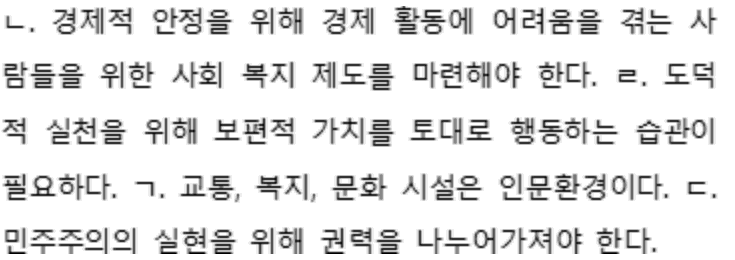 ㄴ. 경제적 안정을 위해 경제 활동에 어려움을 겪는 사
람들을 위한 사회 복지 제도를 마련해야 한다. ㄹ. 도덕
적 실천을 위해 보편적 가치를 토대로 행동하는 습관이
필요하다. ㄱ. 교통, 복지, 문화 시설은 인문환경이다. ㄷ.
민주주의의 실현을 위해 권력을 나누어가져야 한다.